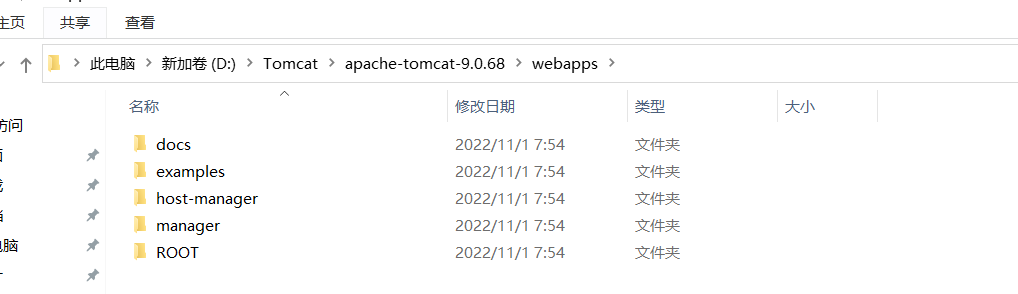 主页 共享 查看
此电脑 > 新加卷 (D:) > Tomcat > apache-tomcat-9.0.68 > webapps >
名称 修改日期 类型 大小
访问
docs 2022/11/1 7:54 文件夹
examples 2022/11/1 7:54 文件夹
host-manager 2022/11/1 7:54 文件夹
manager 2022/11/1 7:54 文件夹
电脑
ROOT 2022/11/1 7:54 文件夹